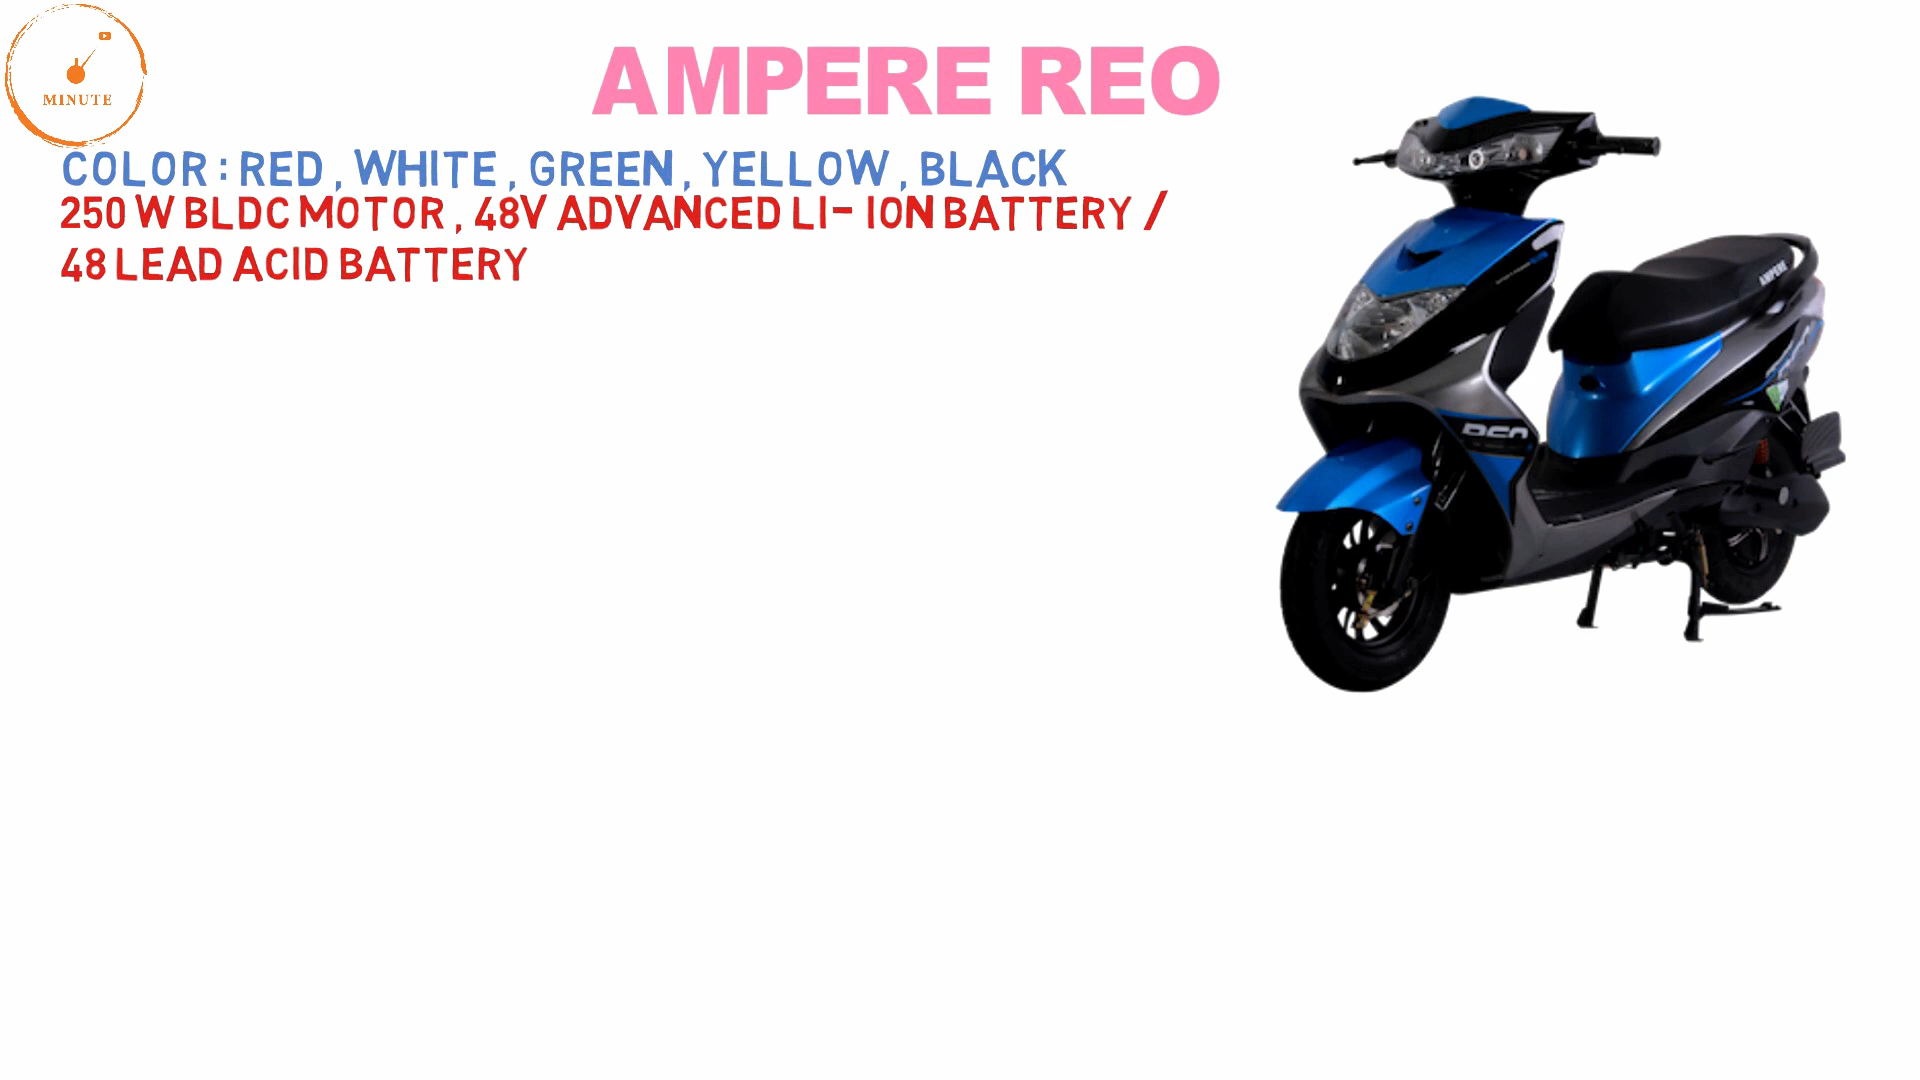 MINUTE
AMPERE REO
COLOR : RED , WHITE , GREEN , YELLOW , BLACK
250 W BLDC MOTOR , 48V ADVANCED LI- ION BATTERY /
48 LEAD ACID BATTERY
AMPERE
REO